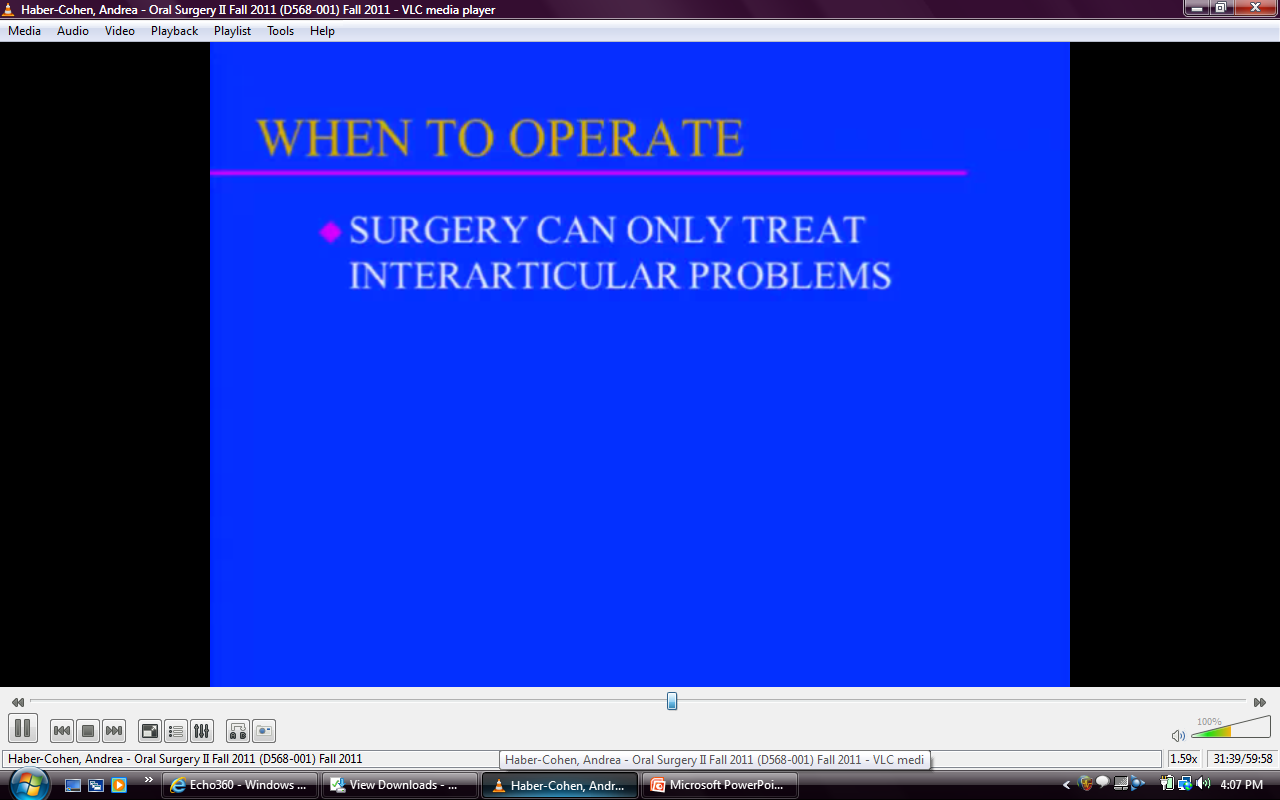 Haber-Cohen, Andrea - Oral Surgery II Fall 2011 (D568-001) Fall 2011 - VLC media player
Media Audio Video Playback Playlist Tools Help
WHEN TO OPERATE
SURGERY CAN ONLY TREAT
INTERARTICULAR PROBLEMS
100%
Haber-Cohen, Andrea - Oral Surgery II Fall 2011 (D568-001) Fall 2011
Haber-Cohen, Andrea - Oral Surgery II Fall 2011 (D568-001) Fall 2011 - VLC medi
1.59x
31:39/59:58
Echo360 - Windows ...
View Downloads - ...
Haber-Cohen, Andr...
Microsoft PowerPoi...
4:07 PM